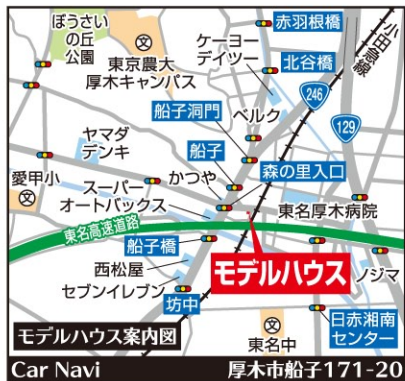 ぼうさい
の丘
公園
東京農大
厚木キャンパス
ケーヨー
デイツー
赤羽根橋
北谷橋
小田急線
246
129
船子洞門
ベルク
ヤマダ
デンキ
船子
愛甲小
かつや
森の里入口
スーパー
オートバックス
東名厚木病院
東名高速道路
船子橋
西松屋
モデルハウス
ノジマ
セブンイレブン
坊中
日赤湘南
センター
東名中
モデルハウス案内図
Car Navi
厚木市船子171-20
文
文
文